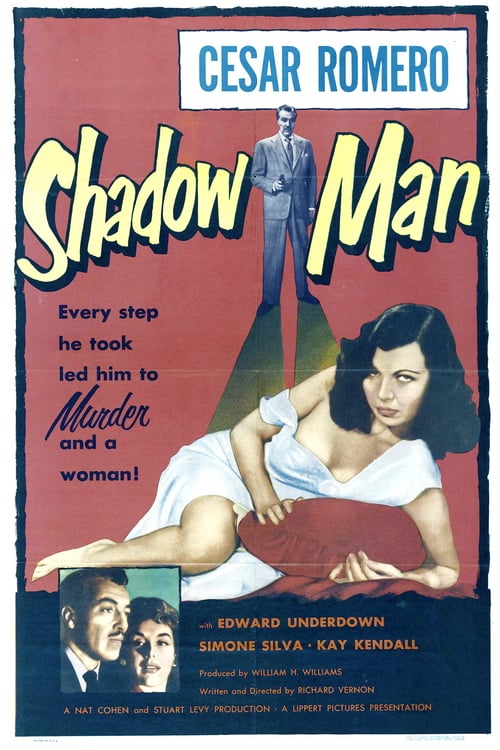 CESAR ROMERO
Shadow Man
Every step
he took
led him to
Murder
and a
woman!
with EDWARD UNDERDOWN
SIMONE SILVA · KAY KENDALL
Produced by WILLIAM H. WILLIAMS
Written and Directed by RICHARD VERNON
A NAT COHEN and STUART LEVY PRODUCTION · A LIPPERT PICTURES PRESENTATION